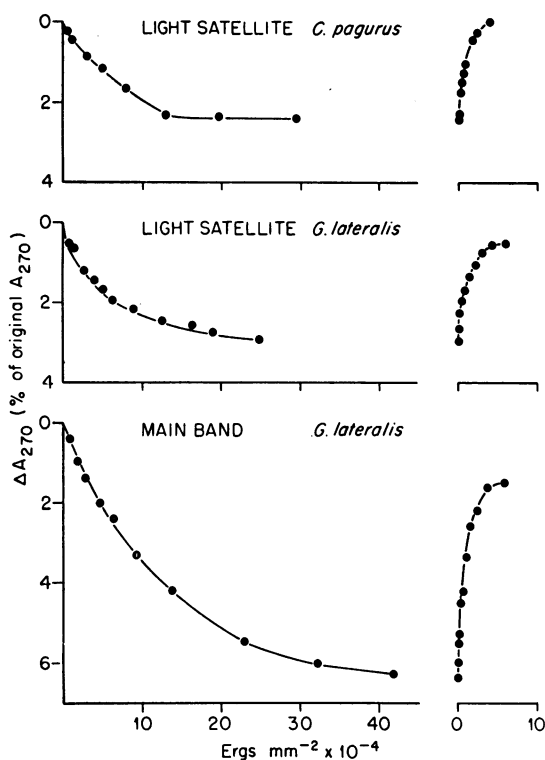 LIGHT SATELLITE C. pagurus
0
2
4
LIGHT SATELLITE G. lateralis
0
2
4
MAIN BAND G. lateralis
0
2
4
6
ΔA270 (% of original A270)
10 20 30 40
0 5 10
Ergs mm⁻² x 10⁻⁴